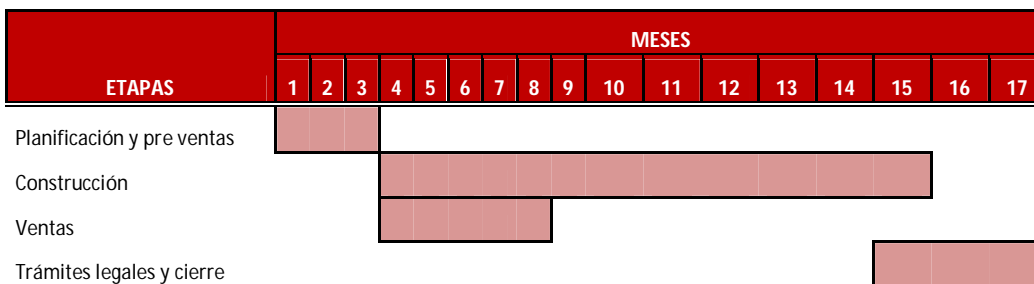 MESES
ETAPAS 1 2 3 4 5 6 7 8 9 10 11 12 13 14 15 16 17
Planificación y pre ventas
Construcción
Ventas
Trámites legales y cierre